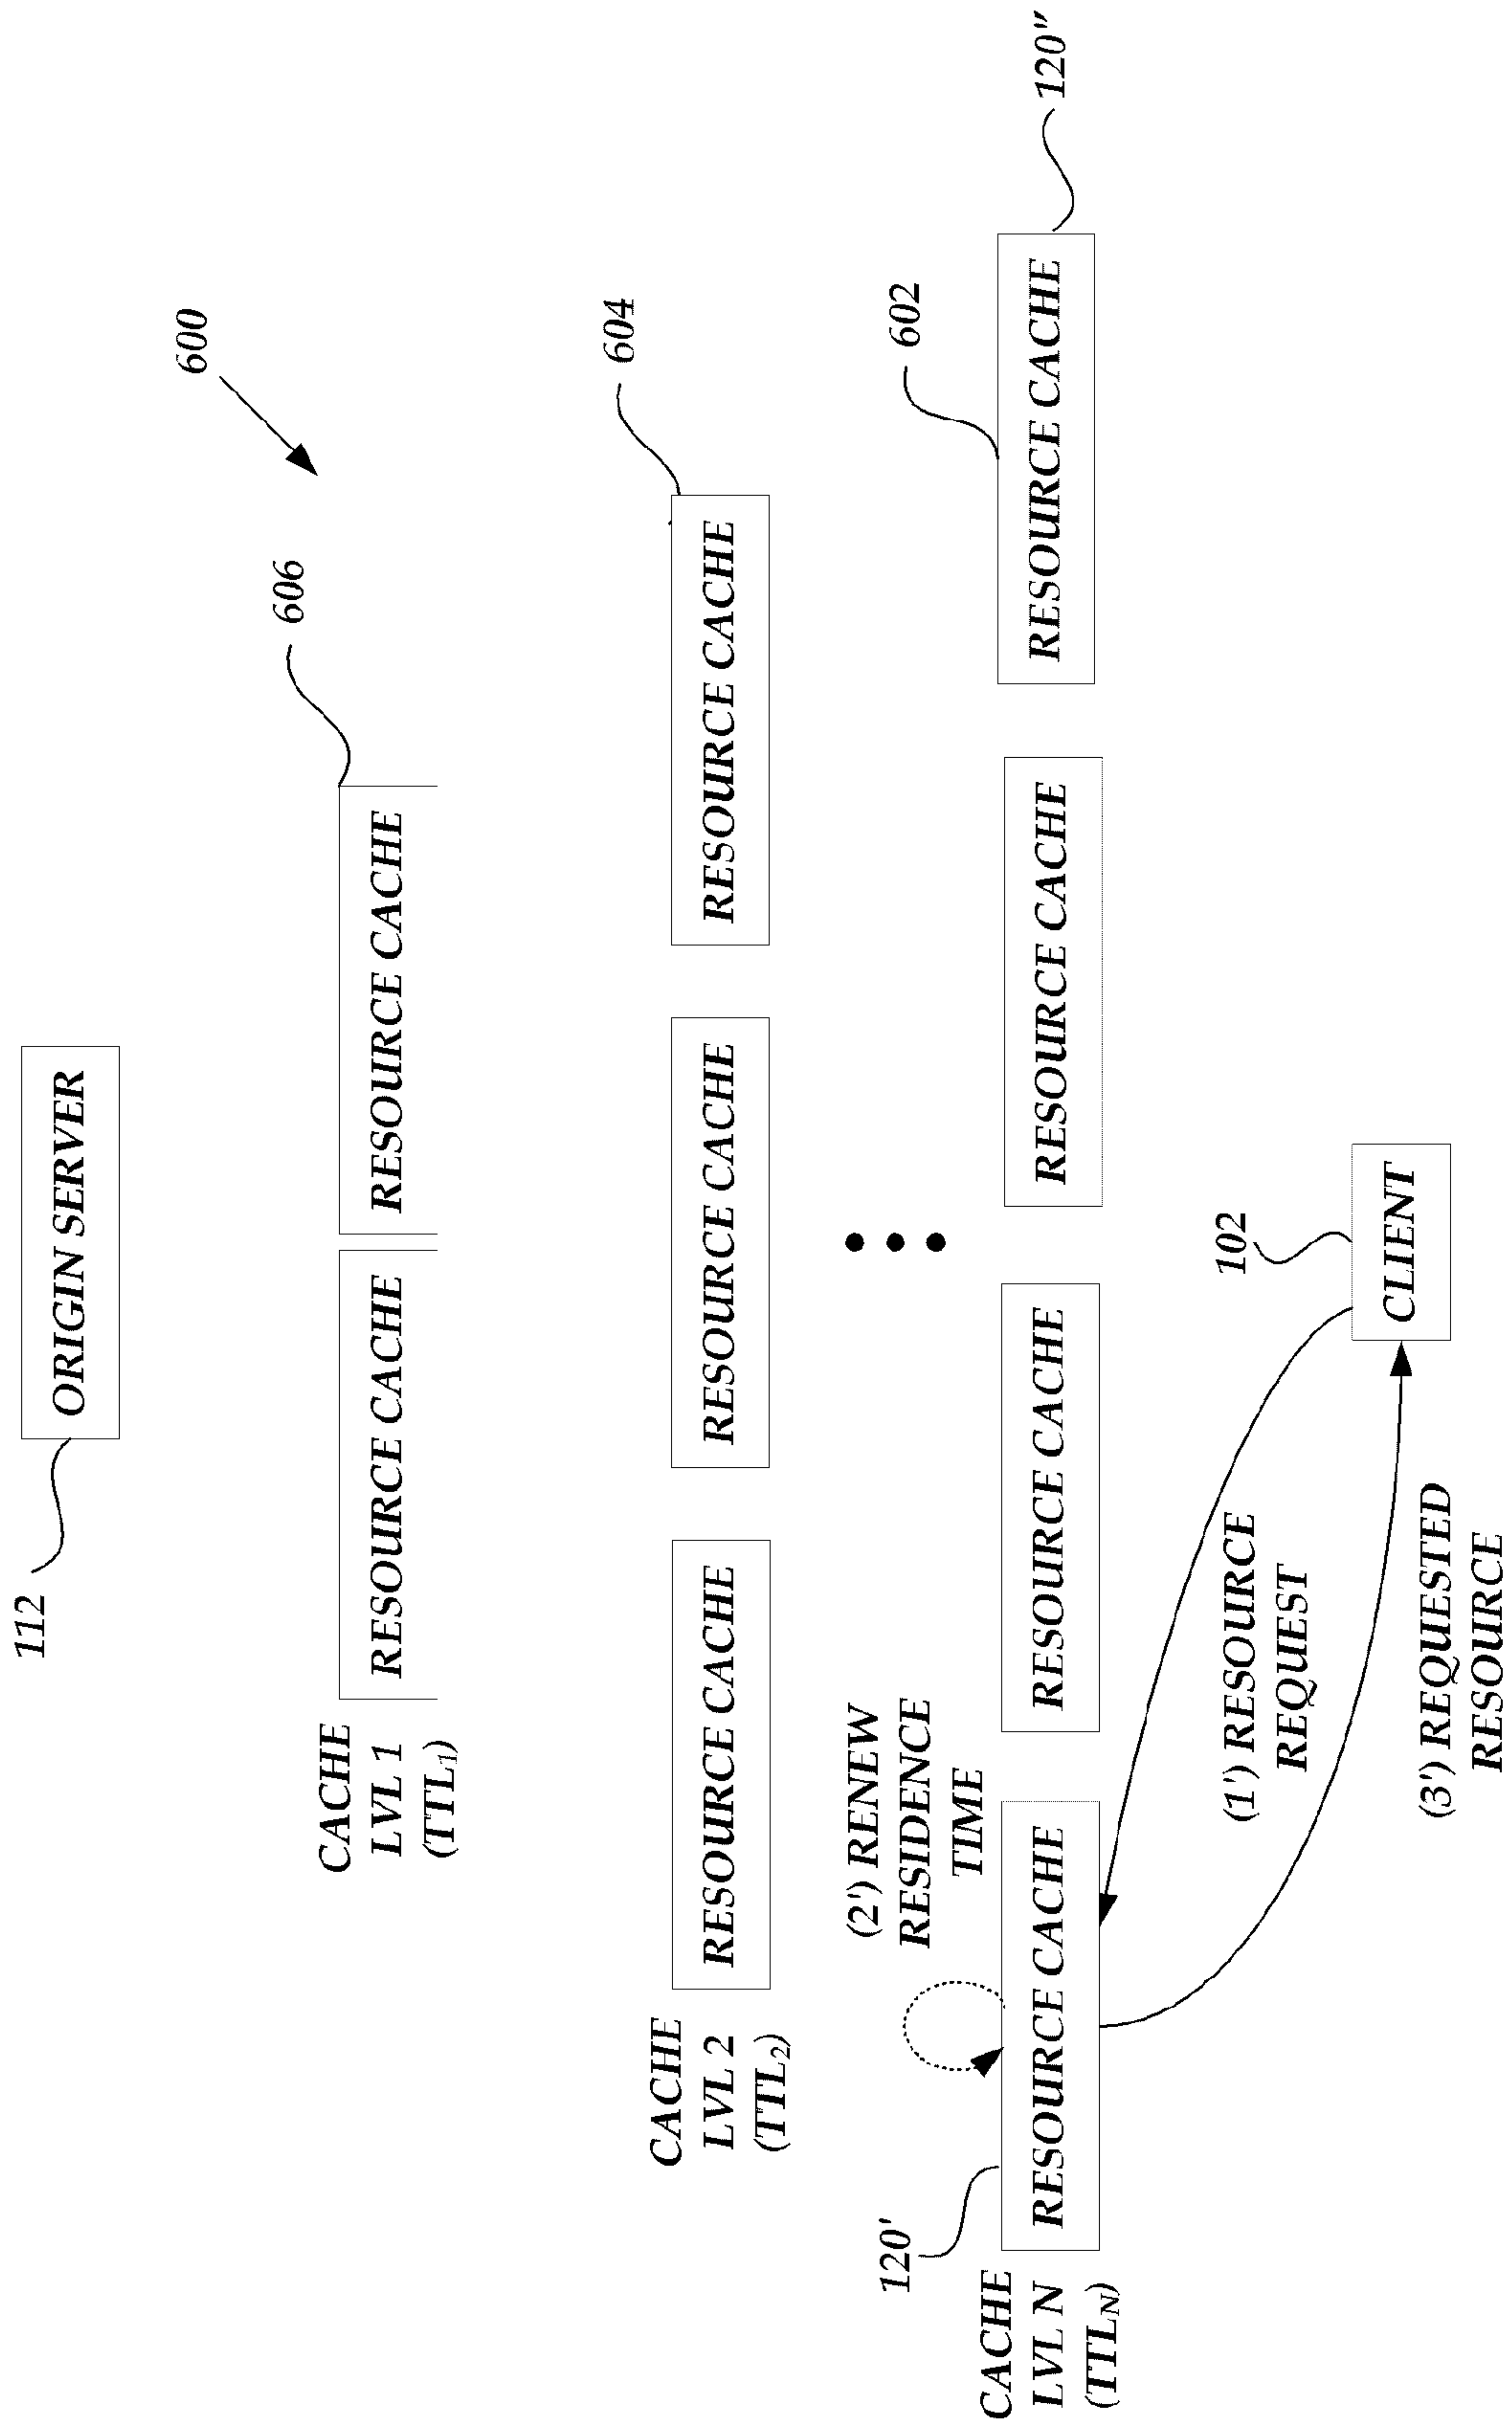 112
ORIGIN SERVER
600
606
CACHE
LVL 1
(TTL₁)
RESOURCE CACHE
RESOURCE CACHE
604
CACHE
LVL 2
(TTL₂)
RESOURCE CACHE
RESOURCE CACHE
RESOURCE CACHE
(2') RENEW
RESIDENCE
TIME
602
120'
CACHE
LVL N
(TTL_N)
RESOURCE CACHE
RESOURCE CACHE
RESOURCE CACHE
RESOURCE CACHE
120"
(1') RESOURCE
REQUEST
102
CLIENT
(3') REQUESTED
RESOURCE